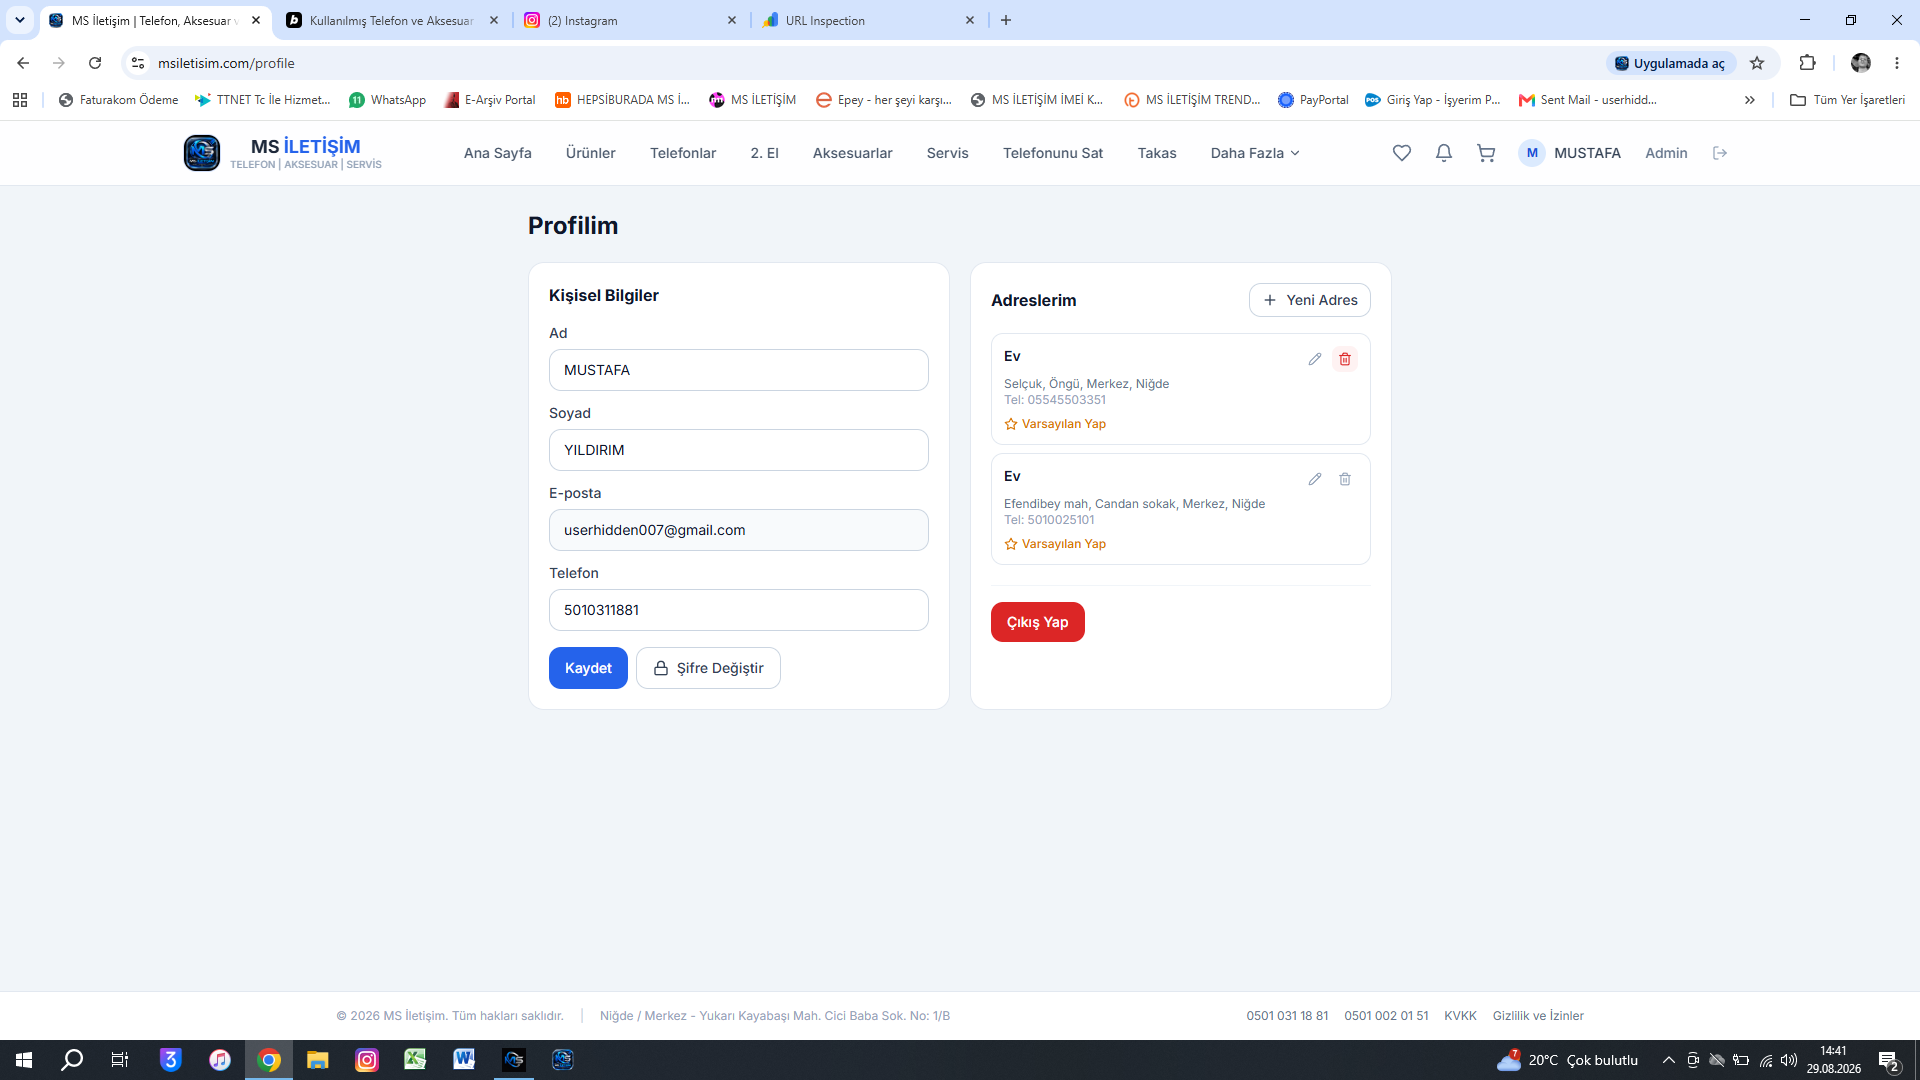 MS İletişim | Telefon, Aksesuar v
Kullanılmış Telefon ve Aksesuar
(2) Instagram
URL Inspection
msiletisim.com/profile
Uygulamada aç
Faturakom Ödeme
TTNET Tc İle Hizmet...
11
WhatsApp
E-Arşiv Portal
hb
HEPSİBURADA MS İ...
m
MS İLETİŞİM
Epey - her şeyi karşı...
MS İLETİŞİM İMEİ K...
MS İLETİŞİM TREND...
PayPortal
POS
Giriş Yap - İşyerim P...
Sent Mail - userhidd...
Tüm Yer İşaretleri
MS İLETİŞİM
TELEFON | AKSESUAR | SERVİS
Ana Sayfa
Ürünler
Telefonlar
2. El
Aksesuarlar
Servis
Telefonunu Sat
Takas
Daha Fazla
M
MUSTAFA
Admin
Profilim
Kişisel Bilgiler
Ad
MUSTAFA
Soyad
YILDIRIM
E-posta
userhidden007@gmail.com
Telefon
5010311881
Kaydet
Şifre Değiştir
Adreslerim
Yeni Adres
Ev
Selçuk, Öngü, Merkez, Niğde
Tel: 05545503351
Varsayılan Yap
Ev
Efendibey mah, Candan sokak, Merkez, Niğde
Tel: 5010025101
Varsayılan Yap
Çıkış Yap
© 2026 MS İletişim. Tüm hakları saklıdır.
Niğde / Merkez - Yukarı Kayabaşı Mah. Cici Baba Sok. No: 1/B
0501 031 18 81
0501 002 01 51
KVKK
Gizlilik ve İzinler
3
7
20°C Çok bulutlu
14:41
29.08.2026
2